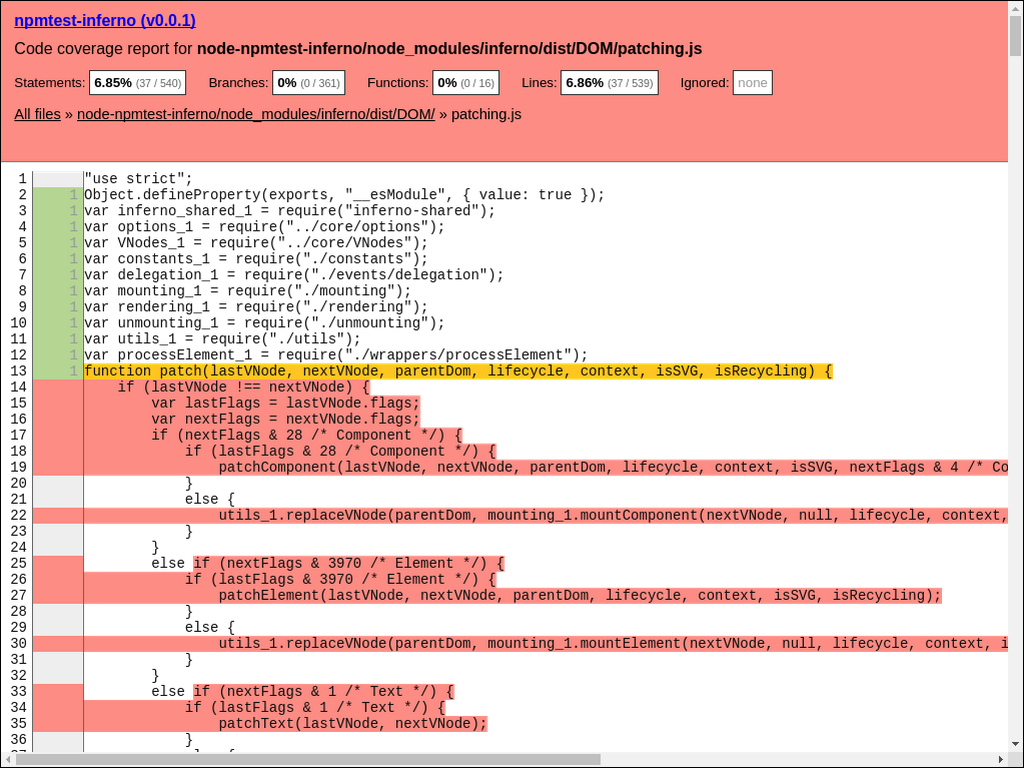 npmtest-inferno (v0.0.1)
Code coverage report for node-npmtest-inferno/node_modules/inferno/dist/DOM/patching.js
Statements: 6.85% (37 / 540) Branches: 0% (0 / 361) Functions: 0% (0 / 16) Lines: 6.86% (37 / 539) Ignored: none
All files » node-npmtest-inferno/node_modules/inferno/dist/DOM/ » patching.js
1 "use strict";
2 1 Object.defineProperty(exports, "__esModule", { value: true });
3 1 var inferno_shared_1 = require("inferno-shared");
4 1 var options_1 = require("../core/options");
5 1 var VNodes_1 = require("../core/VNodes");
6 1 var constants_1 = require("./constants");
7 1 var delegation_1 = require("./events/delegation");
8 1 var mounting_1 = require("./mounting");
9 1 var rendering_1 = require("./rendering");
10 1 var unmounting_1 = require("./unmounting");
11 1 var utils_1 = require("./utils");
12 1 var processElement_1 = require("./wrappers/processElement");
13 1 function patch(lastVNode, nextVNode, parentDom, lifecycle, context, isSVG, isRecycling) {
14     if (lastVNode !== nextVNode) {
15         var lastFlags = lastVNode.flags;
16         var nextFlags = nextVNode.flags;
17         if (nextFlags & 28 /* Component */) {
18             if (lastFlags & 28 /* Component */) {
19                 patchComponent(lastVNode, nextVNode, parentDom, lifecycle, context, isSVG, nextFlags & 4 /* Co
20             }
21             else {
22                 utils_1.replaceVNode(parentDom, mounting_1.mountComponent(nextVNode, null, lifecycle, context,
23             }
24         }
25         else if (nextFlags & 3970 /* Element */) {
26             if (lastFlags & 3970 /* Element */) {
27                 patchElement(lastVNode, nextVNode, parentDom, lifecycle, context, isSVG, isRecycling);
28             }
29             else {
30                 utils_1.replaceVNode(parentDom, mounting_1.mountElement(nextVNode, null, lifecycle, context, i
31             }
32         }
33         else if (nextFlags & 1 /* Text */) {
34             if (lastFlags & 1 /* Text */) {
35                 patchText(lastVNode, nextVNode);
36             }